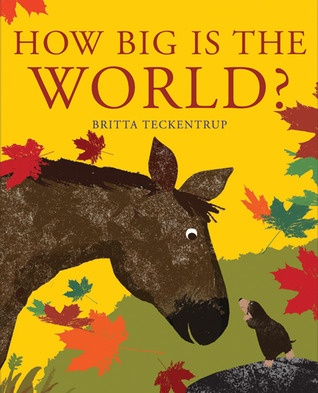 HOW BIG IS THE
WORLD?
BRITTA TECKENTRUP